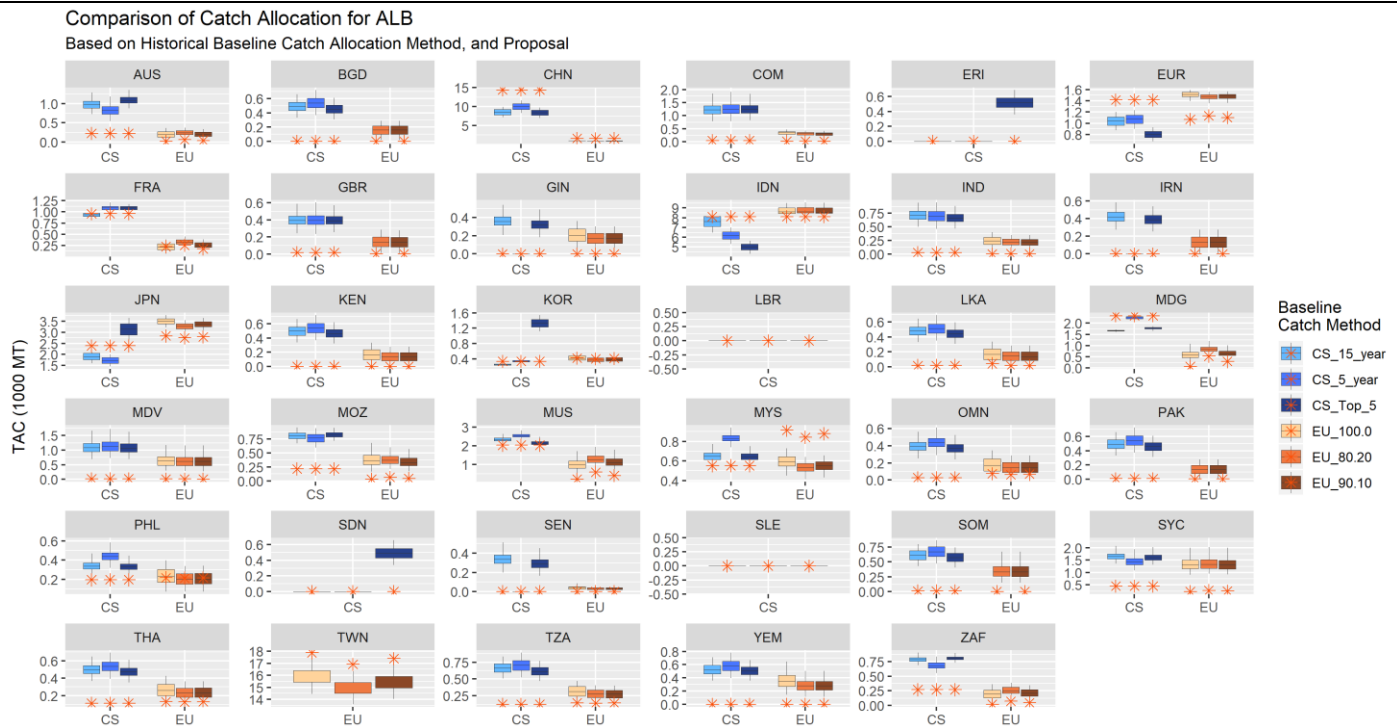 Comparison of Catch Allocation for ALB
Based on Historical Baseline Catch Allocation Method, and Proposal
TAC (1000 MT)
AUS
1.0
0.5
0.0
CS EU
BGD
0.6
0.4
0.2
0.0
CS EU
CHN
15
10
5
0
CS EU
COM
2.0
1.5
1.0
0.5
0.0
CS EU
ERI
0.6
0.4
0.2
0.0
CS
EUR
1.6
1.4
1.2
1.0
0.8
CS EU
FRA
1.25
1.00
0.75
0.50
0.25
CS EU
GBR
0.6
0.4
0.2
0.0
CS EU
GIN
0.4
0.2
0.0
CS EU
IDN
9
8
7
6
5
CS EU
IND
0.75
0.50
0.25
0.00
CS EU
IRN
0.6
0.4
0.2
0.0
CS EU
JPN
3.5
3.0
2.5
2.0
1.5
CS EU
KEN
0.6
0.4
0.2
0.0
CS EU
KOR
1.6
1.2
0.8
0.4
CS EU
LBR
0.50
0.25
0.00
-0.25
-0.50
CS
LKA
0.6
0.4
0.2
0.0
CS EU
MDG
2.0
1.5
1.0
0.5
0.0
CS EU
MDV
1.5
1.0
0.5
0.0
CS EU
MOZ
0.75
0.50
0.25
0.00
CS EU
MUS
3
2
1
CS EU
MYS
0.8
0.6
0.4
CS EU
OMN
0.6
0.4
0.2
0.0
CS EU
PAK
0.6
0.4
0.2
0.0
CS EU
PHL
0.6
0.4
0.2
CS EU
SDN
0.6
0.4
0.2
0.0
CS
SEN
0.4
0.2
0.0
CS EU
SLE
0.50
0.25
0.00
-0.25
-0.50
CS
SOM
0.75
0.50
0.25
0.00
CS EU
SYC
2.0
1.5
1.0
0.5
CS EU
THA
0.6
0.4
0.2
CS EU
TWN
18
17
16
15
14
EU
TZA
0.75
0.50
0.25
CS EU
YEM
0.8
0.6
0.4
0.2
0.0
CS EU
ZAF
0.75
0.50
0.25
0.00
CS EU
Baseline
Catch Method
CS_15_year
CS_5_year
CS_Top_5
EU_100.0
EU_80.20
EU_90.10